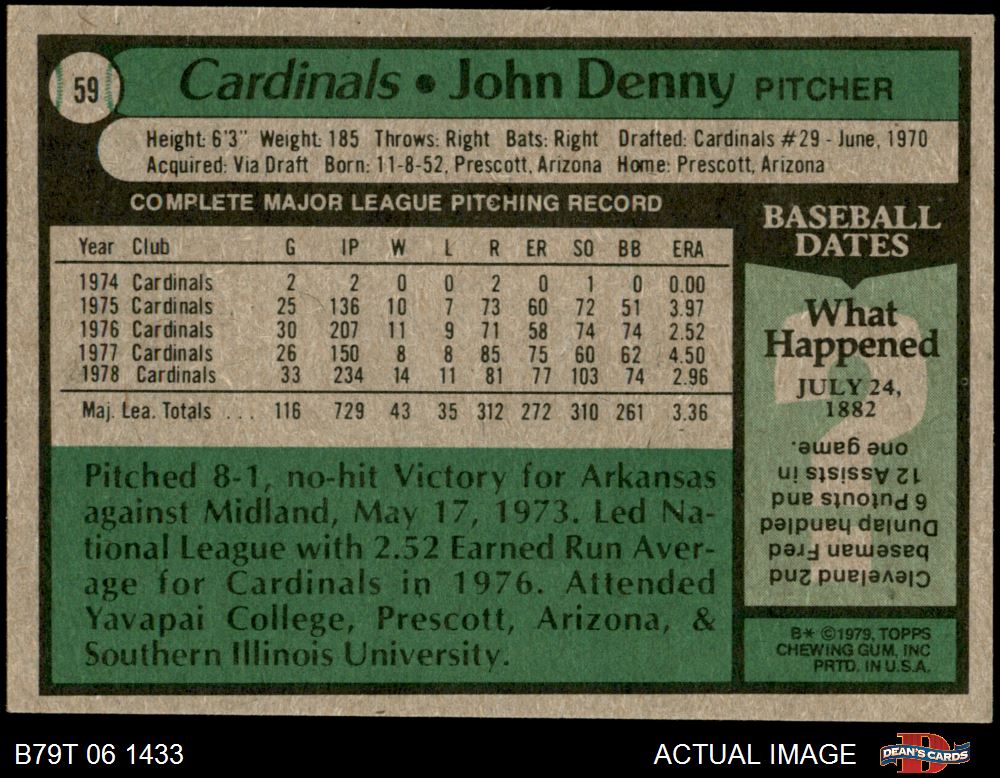 59
Cardinals • John Denny PITCHER
Height: 6'3" Weight: 185 Throws: Right Bats: Right Drafted: Cardinals #29 - June, 1970
Acquired: Via Draft Born: 11-8-52, Prescott, Arizona Home: Prescott, Arizona
COMPLETE MAJOR LEAGUE PITCHING RECORD
Year Club G IP W L R ER SO BB ERA
1974 Cardinals 2 2 0 0 2 0 1 0 0.00
1975 Cardinals 25 136 10 7 73 60 72 51 3.97
1976 Cardinals 30 207 11 9 71 58 74 74 2.52
1977 Cardinals 26 150 8 8 85 75 60 62 4.50
1978 Cardinals 33 234 14 11 81 77 103 74 2.96
Maj. Lea. Totals . . . 116 729 43 35 312 272 310 261 3.36
Pitched 8-1, no-hit Victory for Arkansas
against Midland, May 17, 1973. Led Na-
tional League with 2.52 Earned Run Aver-
age for Cardinals in 1976. Attended
Yavapai College, Prescott, Arizona, &
Southern Illinois University.
BASEBALL
DATES
What
Happened
JULY 24,
1882
Cleveland 2nd
baseman Fred
Dunlap handled
6 Putouts and
12 Assists in
one game.
B* ©1979, TOPPS
CHEWING GUM, INC
PRTD. IN U.S.A.
B79T 06 1433
ACTUAL IMAGE
D
DEAN'S CARDS